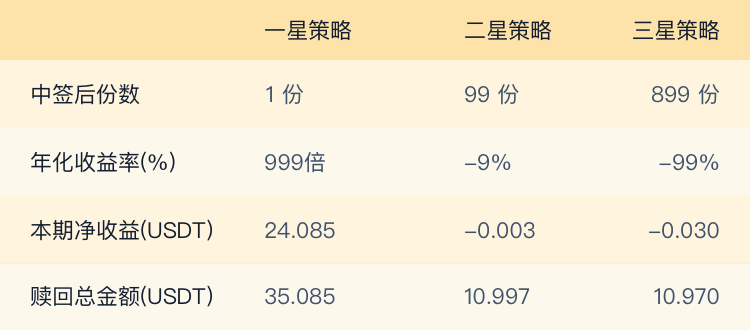 一星策略 二星策略 三星策略
中签后份数 1 份 99 份 899 份
年化收益率(%) 999倍 -9% -99%
本期净收益(USDT) 24.085 -0.003 -0.030
赎回总金额(USDT) 35.085 10.997 10.970